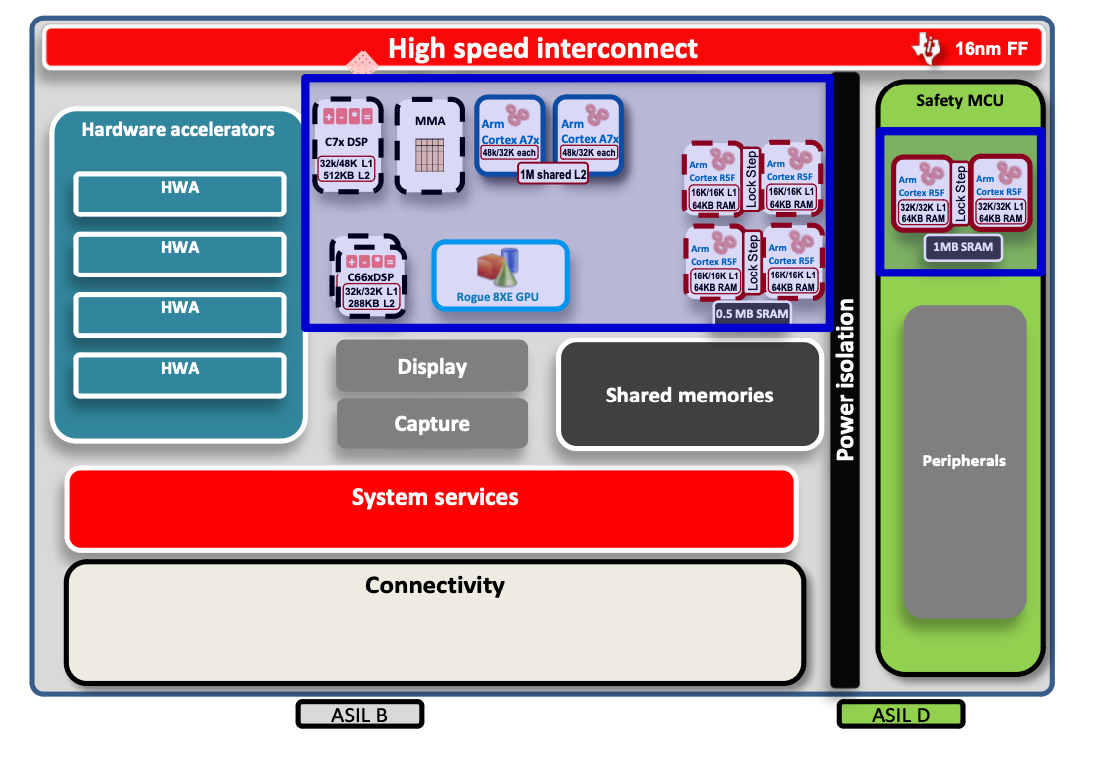 High speed interconnect
16nm FF
Hardware accelerators
HWA
HWA
HWA
HWA
C7x DSP
32k/48K L1
512KB L2
MMA
Arm
Cortex A7x
48k/32K each
Arm
Cortex A7x
48k/32K each
1M shared L2
C66xDSP
32k/32K L1
288KB L2
Rogue 8XE GPU
Arm
Cortex R5F
16K/16K L1
64KB RAM
Lock Step
Arm
Cortex R5F
16K/16K L1
64KB RAM
Arm
Cortex R5F
16K/16K L1
64KB RAM
Lock Step
Arm
Cortex R5F
16K/16K L1
64KB RAM
0.5 MB SRAM
Display
Capture
Shared memories
System services
Connectivity
Power isolation
Safety MCU
Arm
Cortex R5F
32K/32K L1
64KB RAM
Lock Step
Arm
Cortex R5F
32K/32K L1
64KB RAM
1MB SRAM
Peripherals
ASIL B
ASIL D